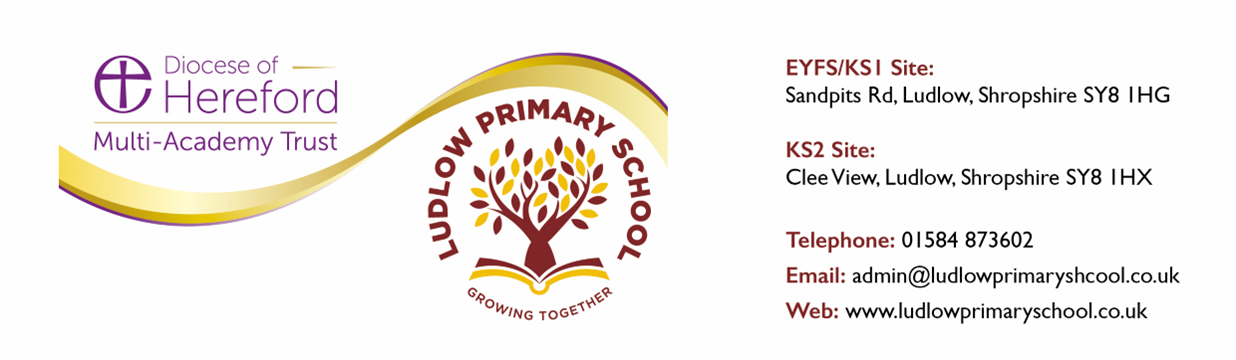 Diocese of
Hereford
Multi-Academy Trust
LUDLOW PRIMARY SCHOOL
GROWING TOGETHER
EYFS/KS1 Site:
Sandpits Rd, Ludlow, Shropshire SY8 1HG
KS2 Site:
Clee View, Ludlow, Shropshire SY8 1HX
Telephone: 01584 873602
Email: admin@ludlowprimaryshcool.co.uk
Web: www.ludlowprimaryschool.co.uk